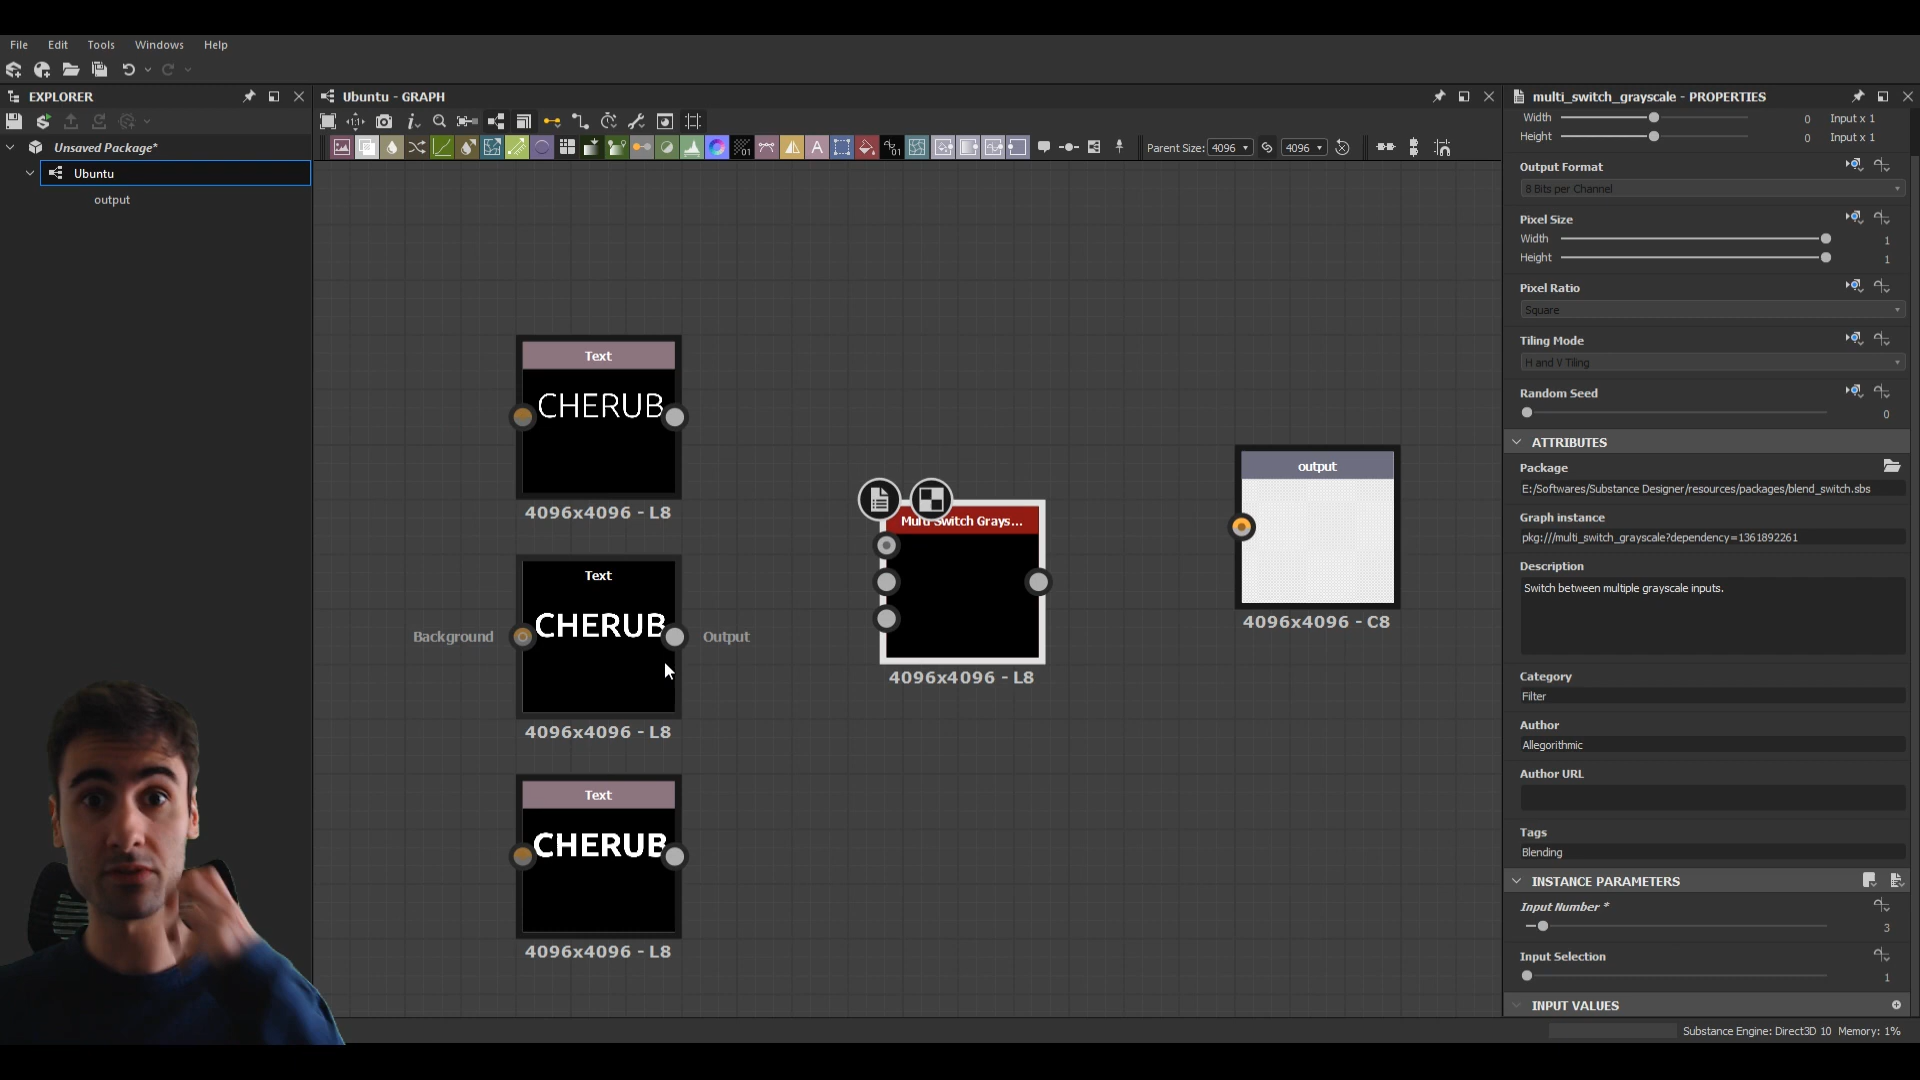 File Edit Tools Windows Help
EXPLORER
Unsaved Package*
Ubuntu
output
Ubuntu - GRAPH
Parent Size: 4096 4096
Text
CHERUB
4096x4096 - L8
Text
CHERUB
Background
Output
4096x4096 - L8
Text
CHERUB
4096x4096 - L8
Multi Switch Grays...
4096x4096 - L8
output
4096x4096 - C8
multi_switch_grayscale - PROPERTIES
Width 0 Input x 1
Height 0 Input x 1
Output Format
8 Bits per Channel
Pixel Size
Width 1
Height 1
Pixel Ratio
Square
Tiling Mode
H and V Tiling
Random Seed
0
ATTRIBUTES
Package
E:/Softwares/Substance Designer/resources/packages/blend_switch.sbs
Graph instance
pkg:///multi_switch_grayscale?dependency=1361892261
Description
Switch between multiple grayscale inputs.
Category
Filter
Author
Allegorithmic
Author URL
Tags
Blending
INSTANCE PARAMETERS
Input Number *
3
Input Selection
1
INPUT VALUES
Substance Engine: Direct3D 10 Memory: 1%